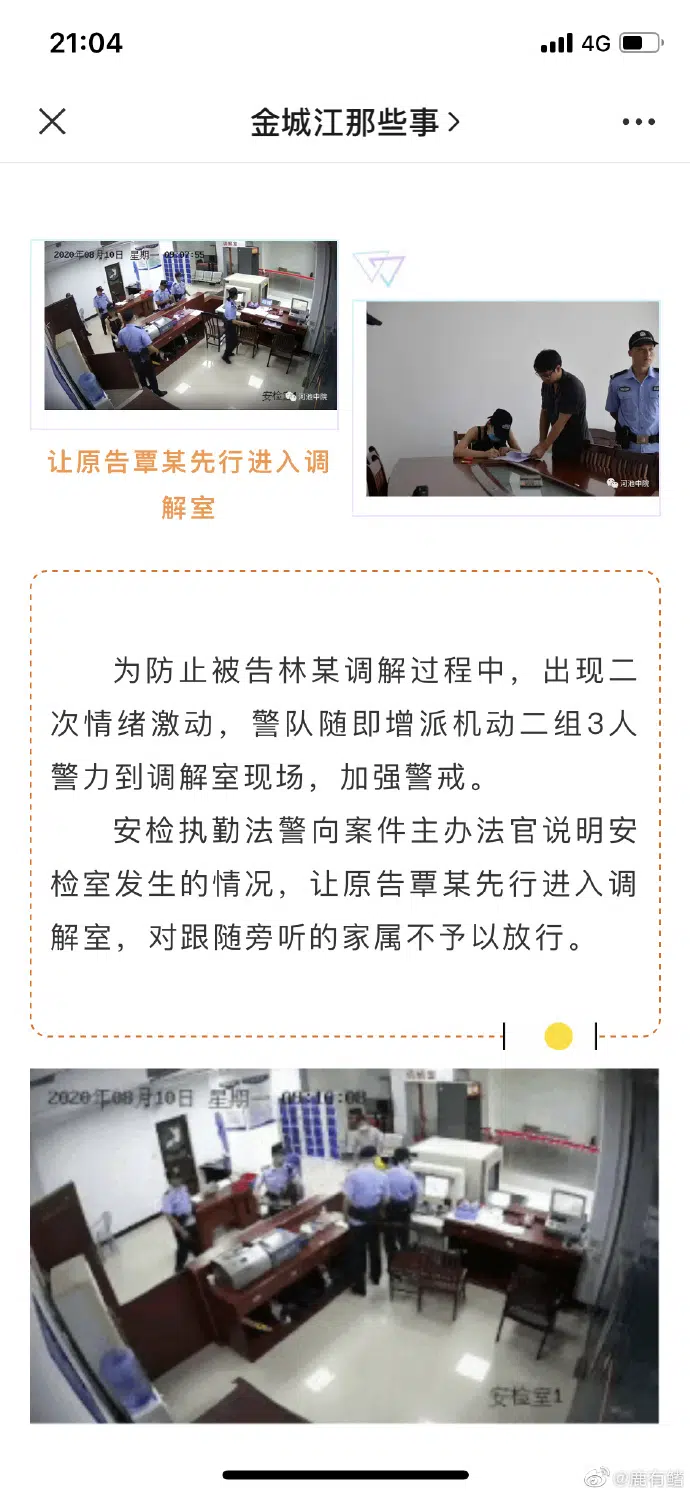 21:04
4G
金城江那些事
2020年08月10日 星期一 09:07:55
安检
河池中院
河池中院
让原告覃某先行进入调
解室
为防止被告林某调解过程中，出现二
次情绪激动，警队随即增派机动二组3人
警力到调解室现场，加强警戒。
安检执勤法警向案件主办法官说明安
检室发生的情况，让原告覃某先行进入调
解室，对跟随旁听的家属不予以放行。
2020年08月10日 星期一 09:10:08
安检室1
@鹿有鳍